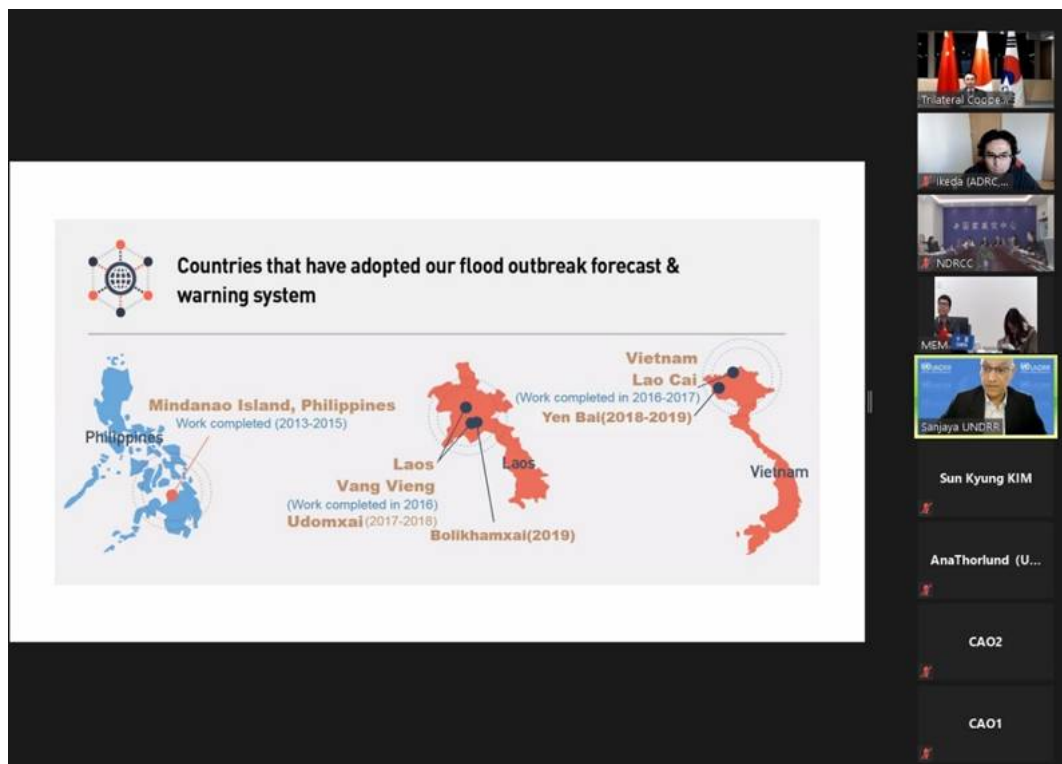 Countries that have adopted our flood outbreak forecast &
warning system
Mindanao Island, Philippines
Work completed (2013-2015)
Philippines
Laos
Vang Vieng
(Work completed in 2016)
Udomxai (2017-2018)
Bolikhamxai(2019)
Laos
Vietnam
Lao Cai
(Work completed in 2016-2017)
Yen Bai(2018-2019)
Vietnam
Ikeda (ADRC,...
NDRCC
MEM
UNDRR
Sanjaya UNDRR
Sun Kyung KIM
AnaThorlund (U...
CAO2
CAO1